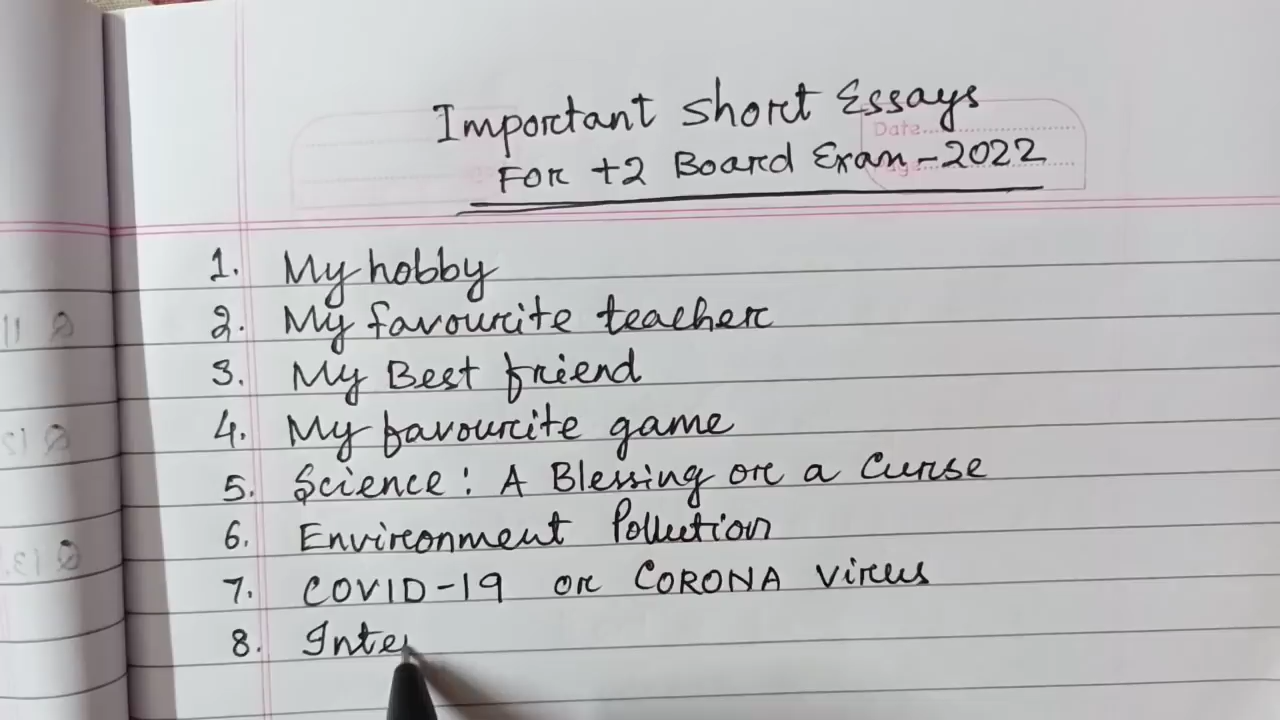 Important Short Essays
Date
For +2 Board Exam-2022
1. My hobby
2. My favourite teacher
3. My Best friend
4. My favourite game
5. Science: A Blessing or a Curse
6. Environment Pollution
7. COVID-19 or CORONA Virus
8. Inte